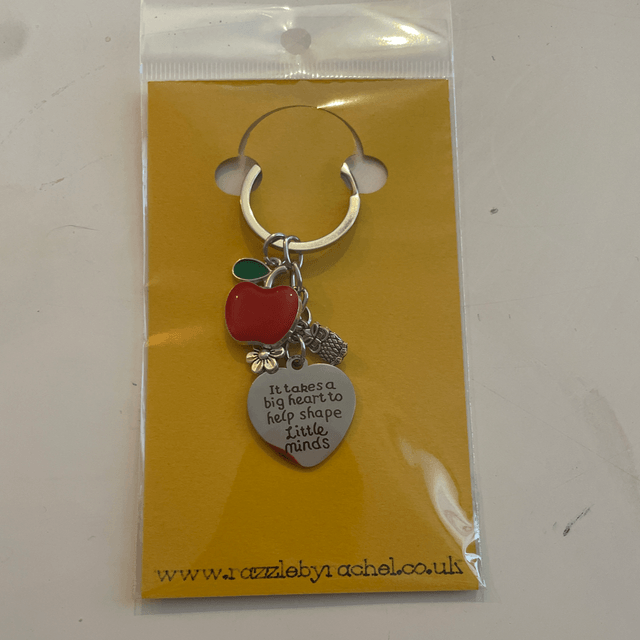 It takes a
big heart to
help shape
Little
minds
www.razzlebyrachel.co.uk